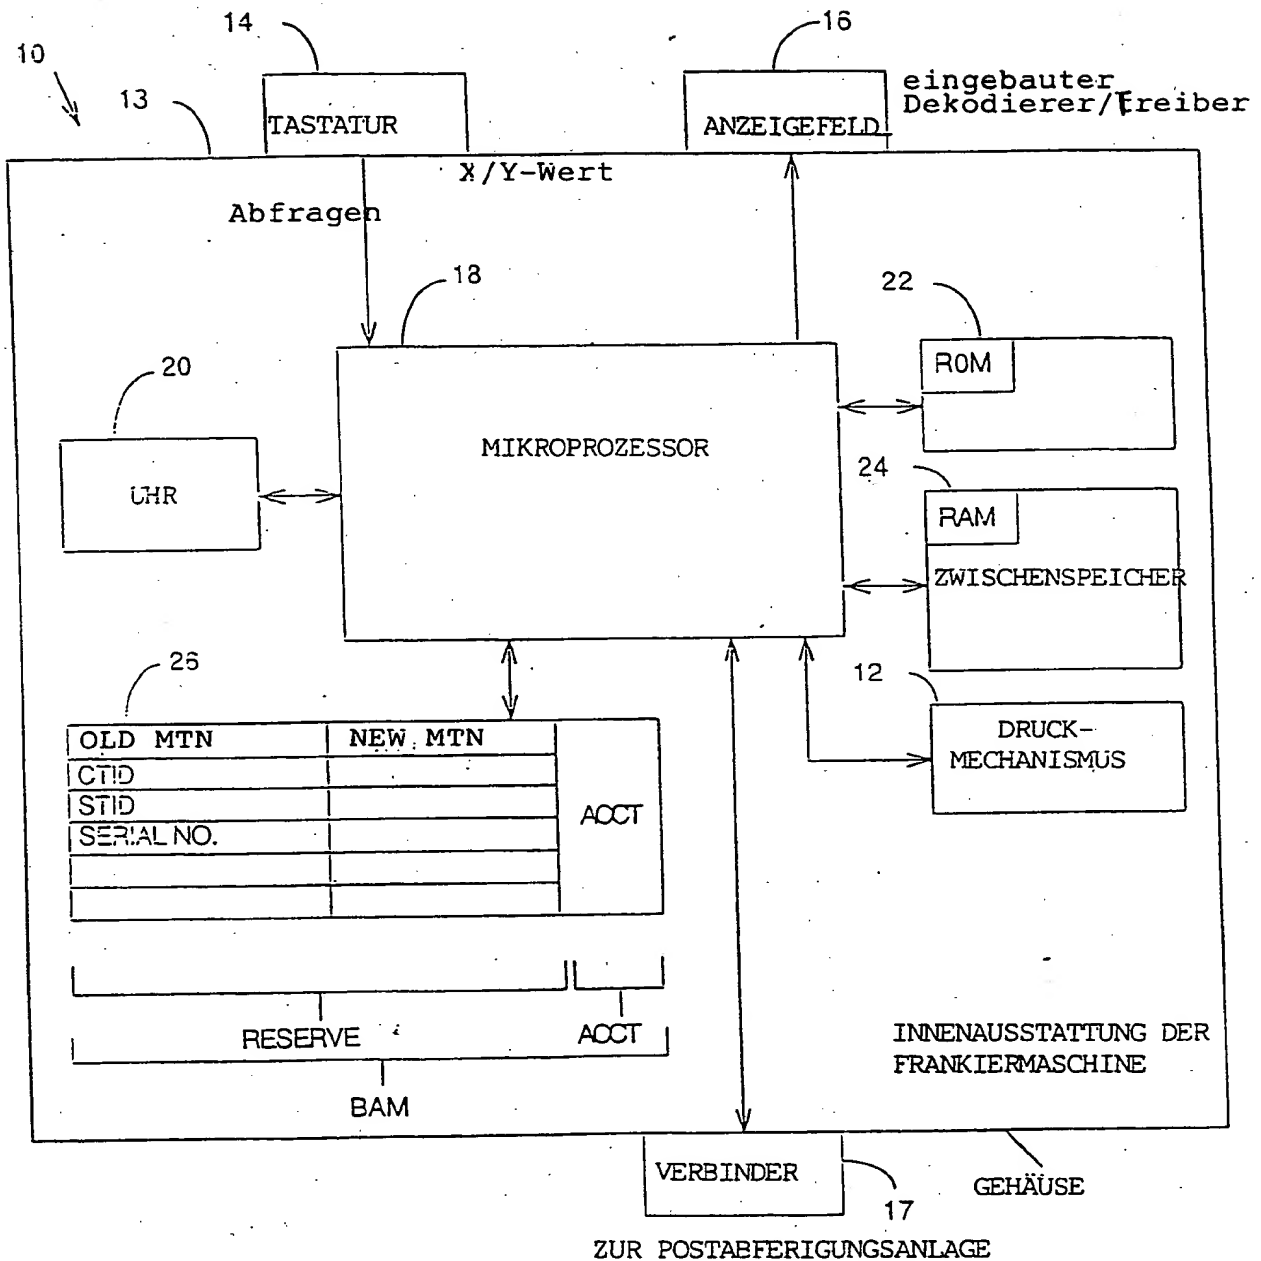 14
16
10
13
eingebauter
Dekodierer/Treiber
TASTATUR
ANZEIGEFELD
X/Y-Wert
Abfragen
18
22
20
ROM
MIKROPROZESSOR
24
UHR
RAM
ZWISCHENSPEICHER
26
12
OLD MTN
NEW MTN
DRUCK-
MECHANISMUS
CTID
STID
ACCT
SERIAL NO.
RESERVE
ACCT
INNENAUSSTATTUNG DER
FRANKIERMASCHINE
BAM
VERBINDER
17
GEHÄUSE
ZUR POSTABFERIGUNGSANLAGE